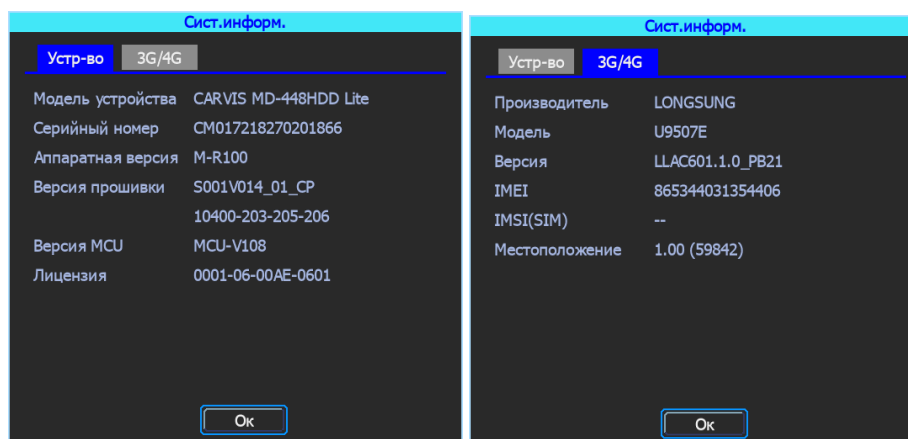 Сист.информ.
Устр-во 3G/4G
Модель устройства CARVIS MD-448HDD Lite
Серийный номер CM017218270201866
Аппаратная версия M-R100
Версия прошивки S001V014_01_CP
10400-203-205-206
Версия MCU MCU-V108
Лицензия 0001-06-00AE-0601
Ок
Сист.информ.
Устр-во 3G/4G
Производитель LONGSUNG
Модель U9507E
Версия LLAC601.1.0_PB21
IMEI 865344031354406
IMSI(SIM) --
Местоположение 1.00 (59842)
Ок